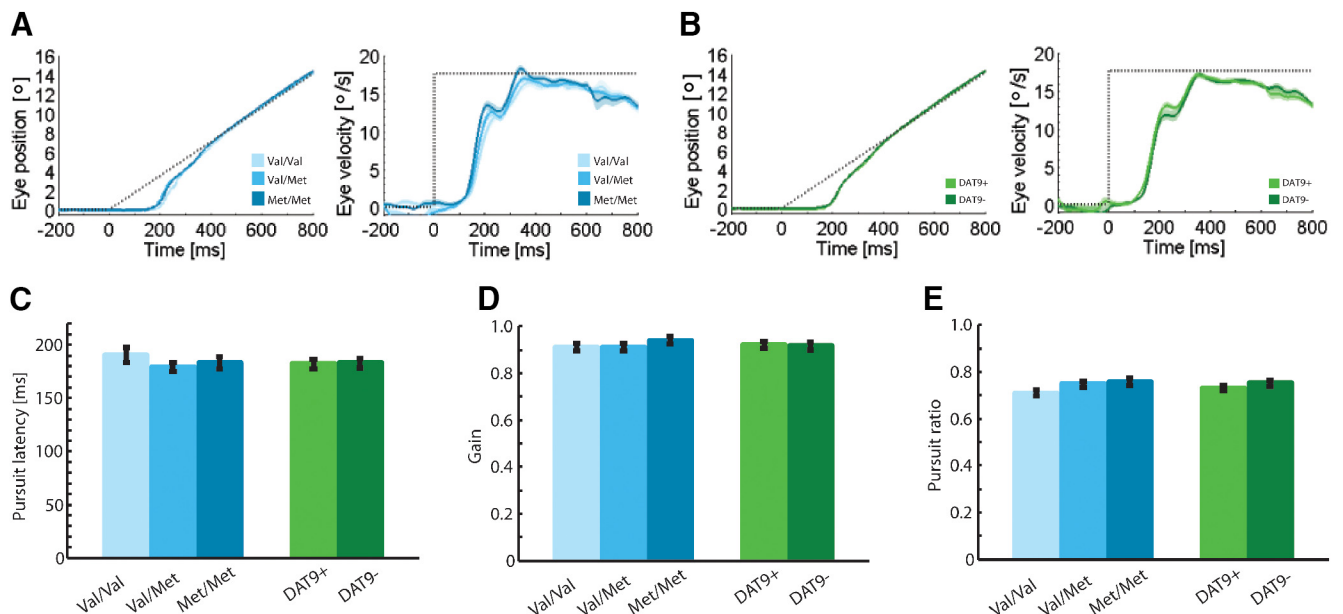 A
B
Eye position [°]
16
14
12
10
8
6
4
2
0
-200 0 200 400 600 800
Time [ms]
Val/Val
Val/Met
Met/Met
Eye velocity [°/s]
20
15
10
5
0
-200 0 200 400 600 800
Time [ms]
Val/Val
Val/Met
Met/Met
Eye position [°]
16
14
12
10
8
6
4
2
0
-200 0 200 400 600 800
Time [ms]
DAT9+
DAT9-
Eye velocity [°/s]
20
15
10
5
0
-200 0 200 400 600 800
Time [ms]
DAT9+
DAT9-
C
Pursuit latency [ms]
200
150
100
50
0
Val/Val
Val/Met
Met/Met
DAT9+
DAT9-
D
Gain
1.0
0.8
0.6
0.4
0.2
0
Val/Val
Val/Met
Met/Met
DAT9+
DAT9-
E
Pursuit ratio
1.0
0.8
0.6
0.4
0.2
0
Val/Val
Val/Met
Met/Met
DAT9+
DAT9-